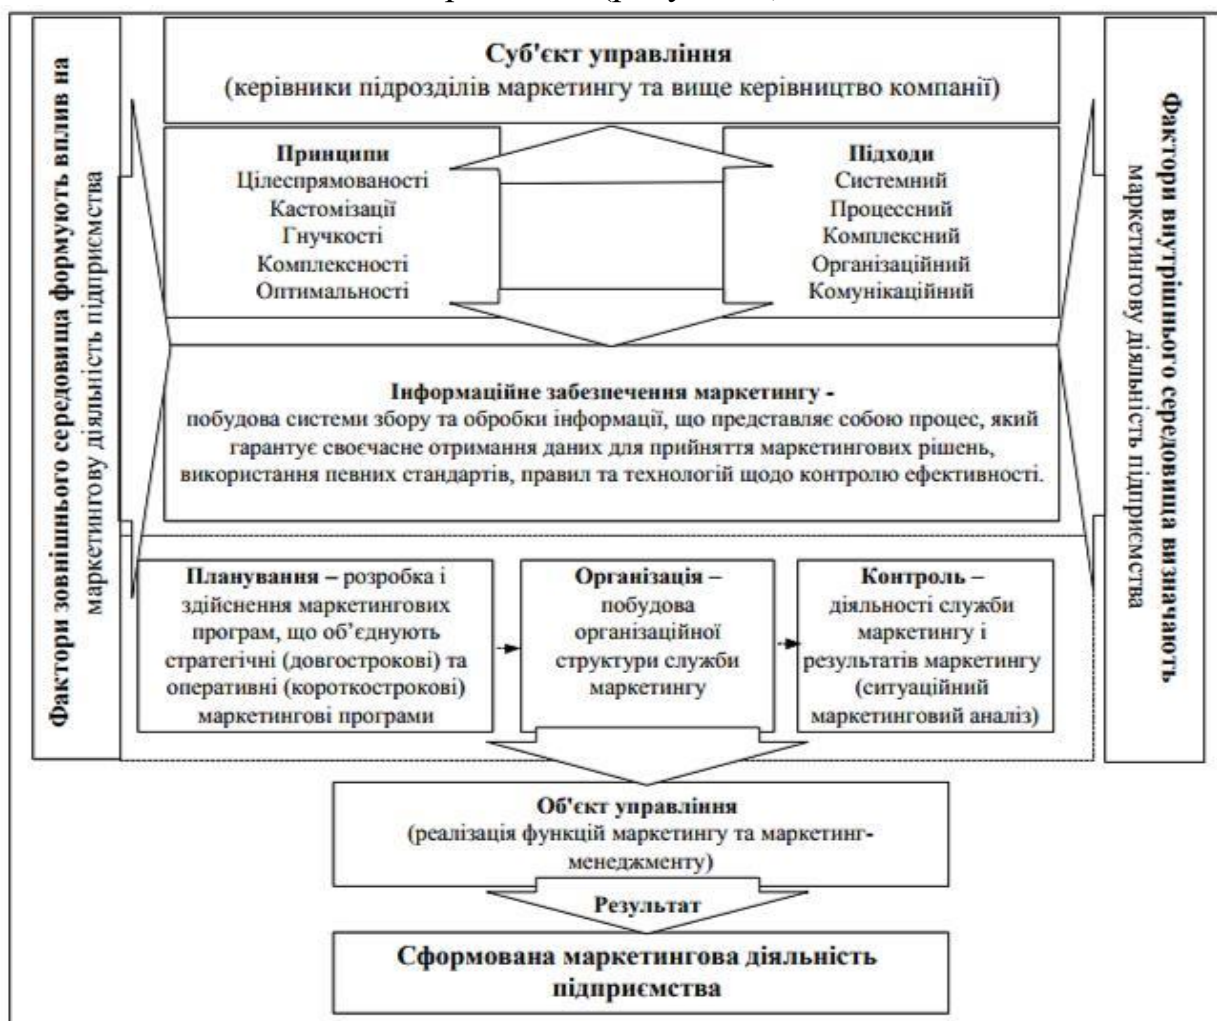 Суб'єкт управління
(керівники підрозділів маркетингу та вище керівництво компанії)
Фактори зовнішнього середовища формують вплив на
маркетингову діяльність підприємства
Принципи
Цілеспрямованості
Кастомізації
Гнучкості
Комплексності
Оптимальності
Підходи
Системний
Процессний
Комплексний
Організаційний
Комунікаційний
Фактори внутрішнього середовища визначають
маркетингову діяльність підприємства
Інформаційне забезпечення маркетингу -
побудова системи збору та обробки інформації, що представляє собою процес, який
гарантує своєчасне отримання даних для прийняття маркетингових рішень,
використання певних стандартів, правил та технологій щодо контролю ефективності.
Планування – розробка і
здійснення маркетингових
програм, що об’єднують
стратегічні (довгострокові) та
оперативні (короткострокові)
маркетингові програми
Організація –
побудова
організаційної
структури служби
маркетингу
Контроль –
діяльності служби
маркетингу і
результатів маркетингу
(ситуаційний
маркетинговий аналіз)
Об'єкт управління
(реалізація функцій маркетингу та маркетинг-
менеджменту)
Результат
Сформована маркетингова діяльність
підприємства